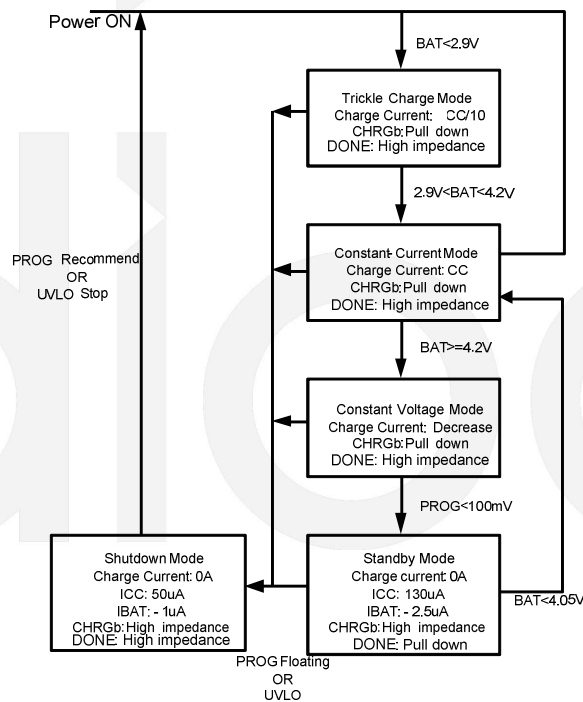 Power ON
BAT<2.9V
Trickle Charge Mode
Charge Current: CC/10
CHRGb:Pull down
DONE: High impedance
2.9V<BAT<4.2V
Constant-Current Mode
Charge Current: CC
CHRGb:Pull down
DONE: High impedance
PROG Recommend
OR
UVLO Stop
BAT>=4.2V
Constant Voltage Mode
Charge Current: Decrease
CHRGb:Pull down
DONE: High impedance
PROG<100mV
Shutdown Mode
Charge Current:0A
ICC: 50uA
IBAT: -1uA
CHRGb:High impedance
DONE: High impedance
Standby Mode
Charge current:0A
ICC: 130uA
IBAT: -2.5uA
CHRGb:High impedance
DONE: Pull down
BAT<4.05V
PROG Floating
OR
UVLO